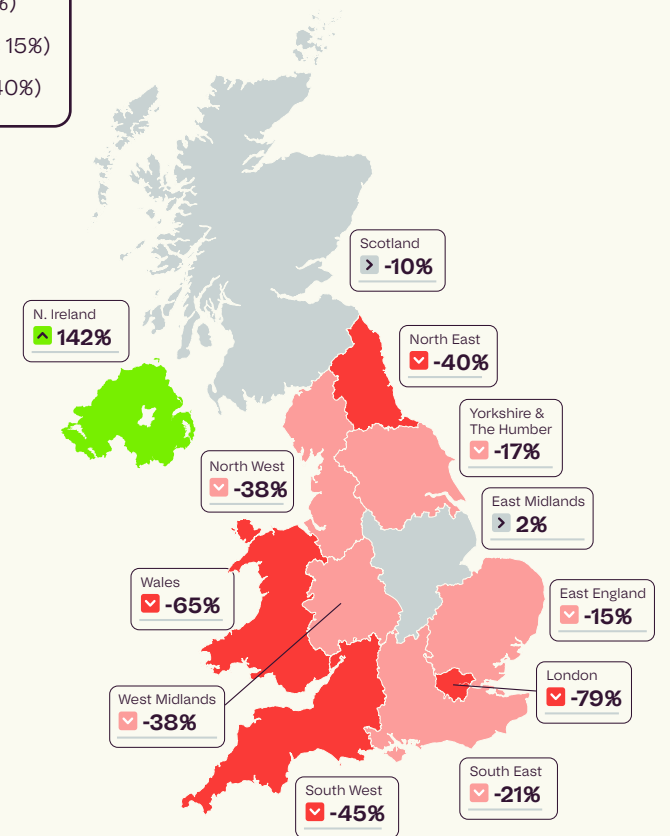 %)
15%)
40%)
Scotland
-10%
N. Ireland
142%
North East
-40%
Yorkshire &
The Humber
-17%
North West
-38%
East Midlands
2%
Wales
-65%
East England
-15%
London
-79%
West Midlands
-38%
South East
-21%
South West
-45%